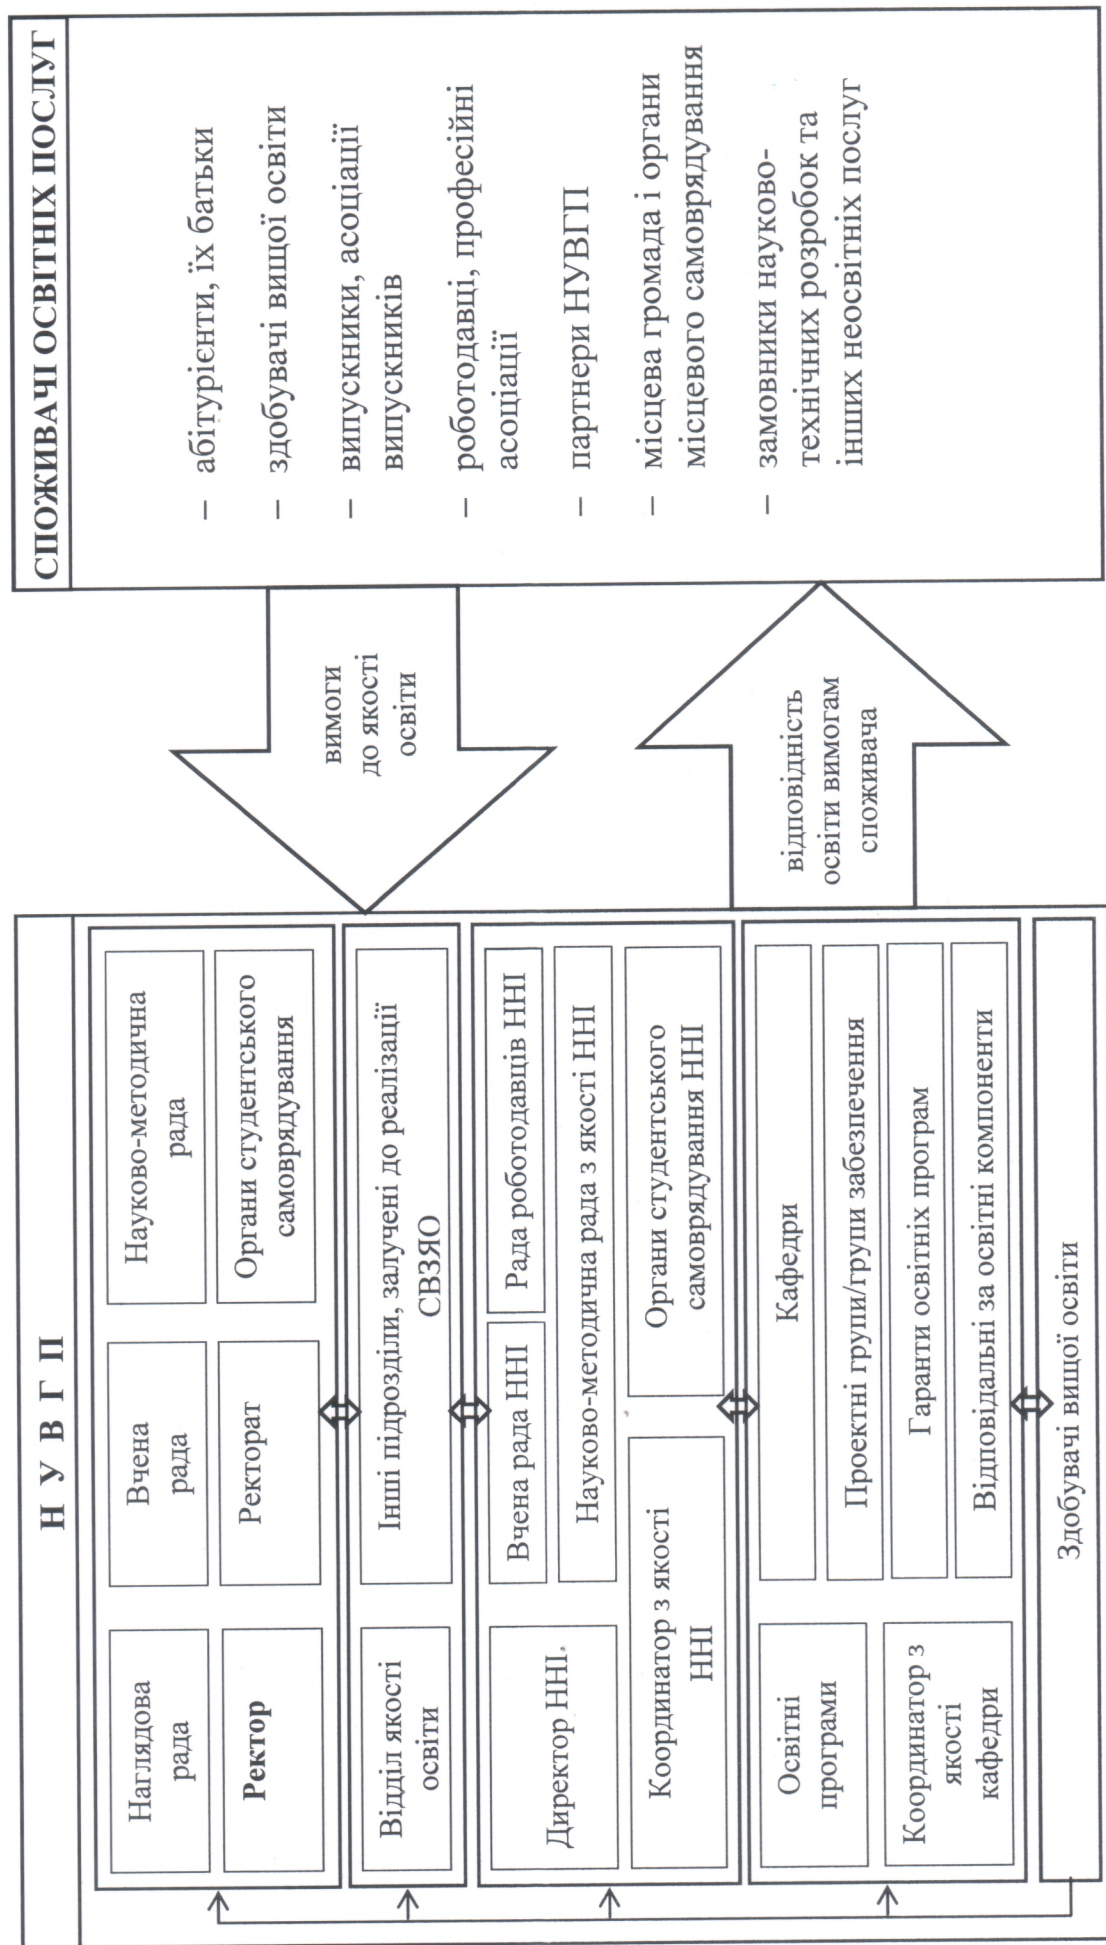 Н У В Г П
Наглядова
рада
Вчена
рада
Науково-методична
рада
Ректор
Ректорат
Органи студентського
самоврядування
Відділ якості
освіти
Інші підрозділи, залучені до реалізації
СВЗЯО
Директор ННІ
Вчена рада ННІ
Рада роботодавців ННІ
Науково-методична рада з якості ННІ
Координатор з якості
ННІ
Органи студентського
самоврядування ННІ
Освітні
програми
Кафедри
Проектні групи/групи забезпечення
Координатор з
якості
кафедри
Гаранти освітніх програм
Відповідальні за освітні компоненти
Здобувачі вищої освіти
вимоги
до якості
освіти
відповідність
освіти вимогам
споживача
СПОЖИВАЧІ ОСВІТНІХ ПОСЛУГ
– абітурієнти, їх батьки
– здобувачі вищої освіти
– випускники, асоціації
випускників
– роботодавці, професійні
асоціації
– партнери НУВГП
– місцева громада і органи
місцевого самоврядування
– замовники науково-
технічних розробок та
інших неосвітніх послуг